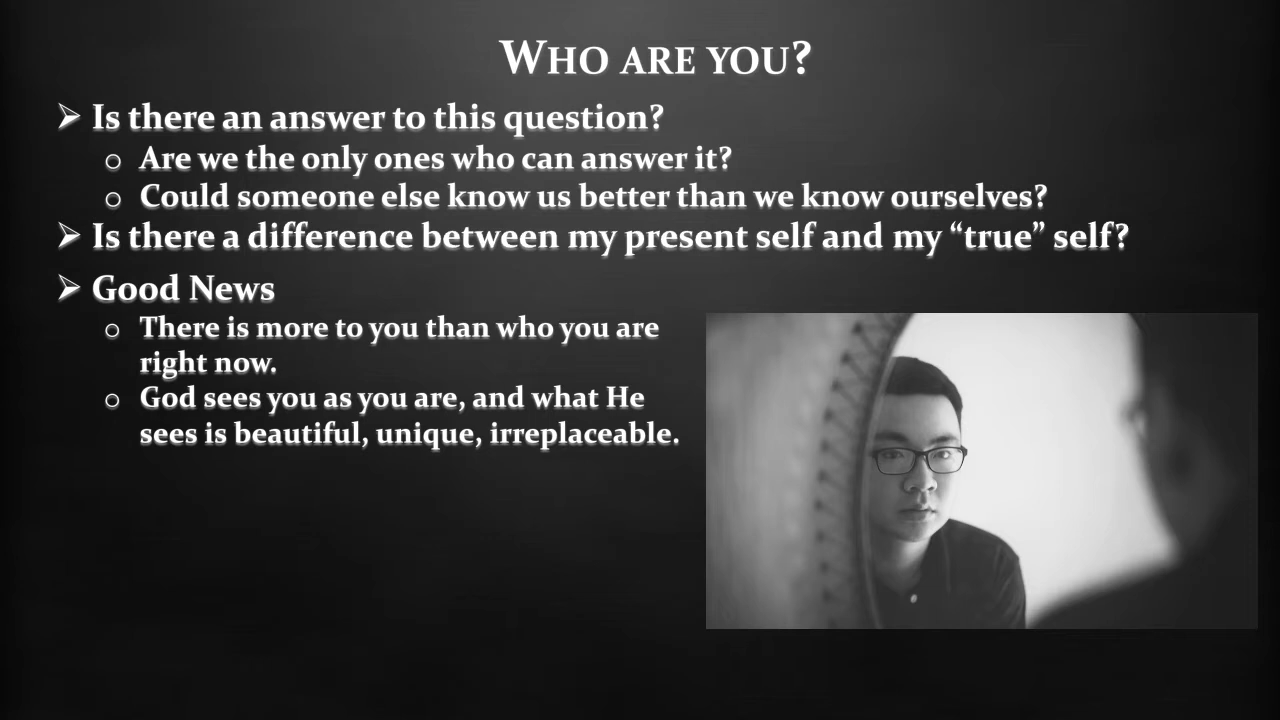 Who are you?
Is there an answer to this question?
Are we the only ones who can answer it?
Could someone else know us better than we know ourselves?
Is there a difference between my present self and my “true” self?
Good News
There is more to you than who you are
right now.
God sees you as you are, and what He
sees is beautiful, unique, irreplaceable.